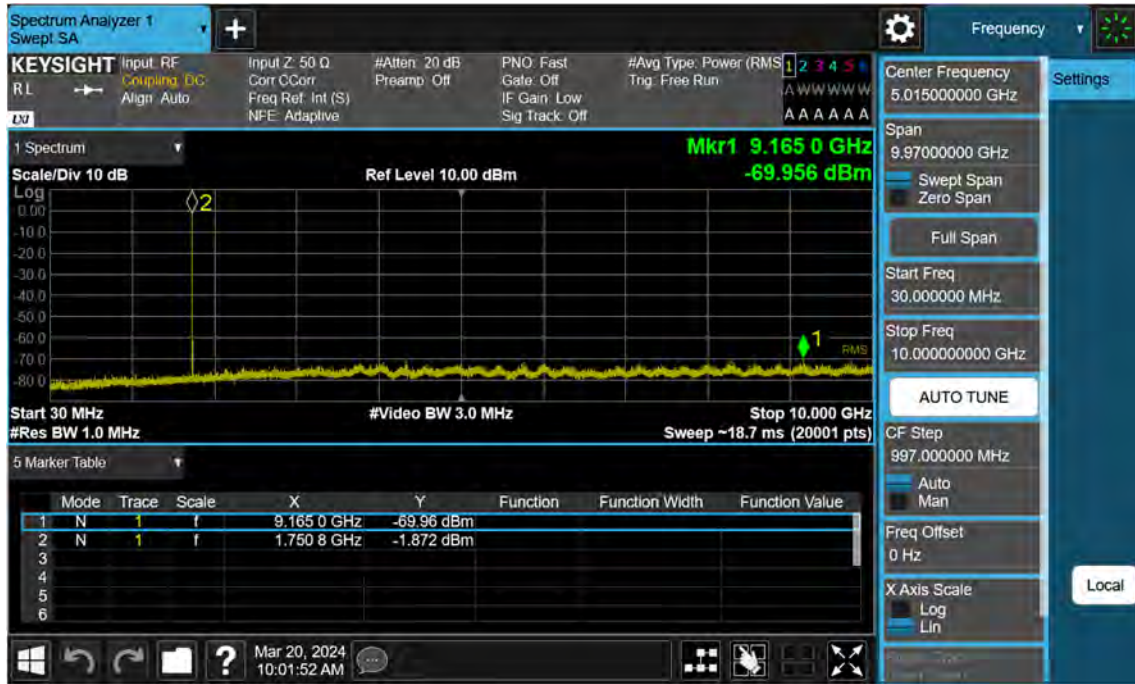 Spectrum Analyzer 1
Swept SA
+
Frequency
KEYSIGHT
RL
LXI
Input: RF
Coupling: DC
Align: Auto
Input Z: 50 Ω
Corr CCorr
Freq Ref: Int (S)
NFE: Adaptive
#Atten: 20 dB
Preamp: Off
PNO: Fast
Gate: Off
IF Gain: Low
Sig Track: Off
#Avg Type: Power (RMS
Trig: Free Run
1 2 3 4 5 6
A W W W W W
A A A A A A
Center Frequency
5.015000000 GHz
Settings
1 Spectrum
Mkr1 9.165 0 GHz
Scale/Div 10 dB
Ref Level 10.00 dBm
-69.956 dBm
Span
9.97000000 GHz
Swept Span
Zero Span
Full Span
Start Freq
30.000000 MHz
Stop Freq
10.000000000 GHz
AUTO TUNE
CF Step
997.000000 MHz
Auto
Man
Freq Offset
0 Hz
X Axis Scale
Log
Lin
Local
Log
0.00
-10.0
-20.0
-30.0
-40.0
-50.0
-60.0
-70.0
-80.0
2
1
RMS
Start 30 MHz
#Video BW 3.0 MHz
Stop 10.000 GHz
#Res BW 1.0 MHz
Sweep ~18.7 ms (20001 pts)
5 Marker Table
Mode Trace Scale X Y Function Function Width Function Value
1 N 1 f 9.165 0 GHz -69.96 dBm
2 N 1 f 1.750 8 GHz -1.872 dBm
3
4
5
6
?
Mar 20, 2024
10:01:52 AM